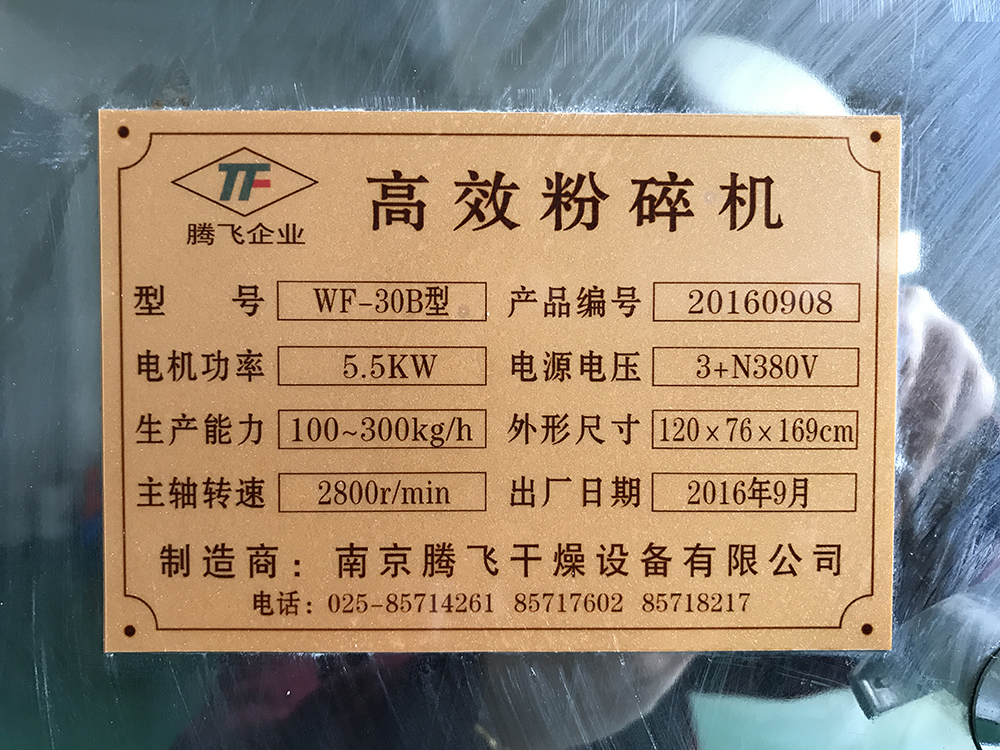 TF
腾飞企业
高效粉碎机
型号 WF-30B型 产品编号 20160908
电机功率 5.5KW 电源电压 3+N380V
生产能力 100~300kg/h 外形尺寸 120×76×169cm
主轴转速 2800r/min 出厂日期 2016年9月
制造商：南京腾飞干燥设备有限公司
电话：025-85714261 85717602 85718217